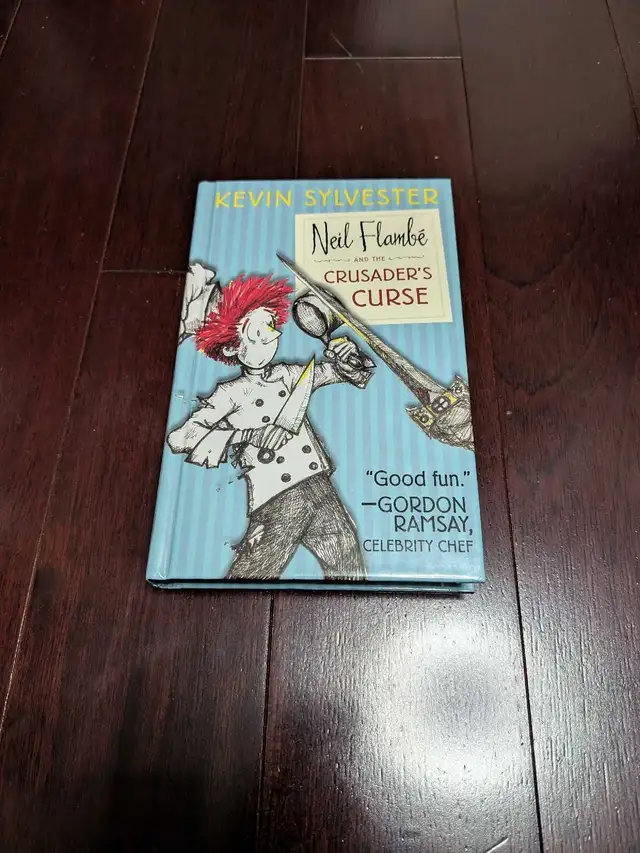 KEVIN SYLVESTER
Neil Flambé
AND THE
CRUSADER'S
CURSE
"Good fun."
—GORDON
RAMSAY,
CELEBRITY CHEF